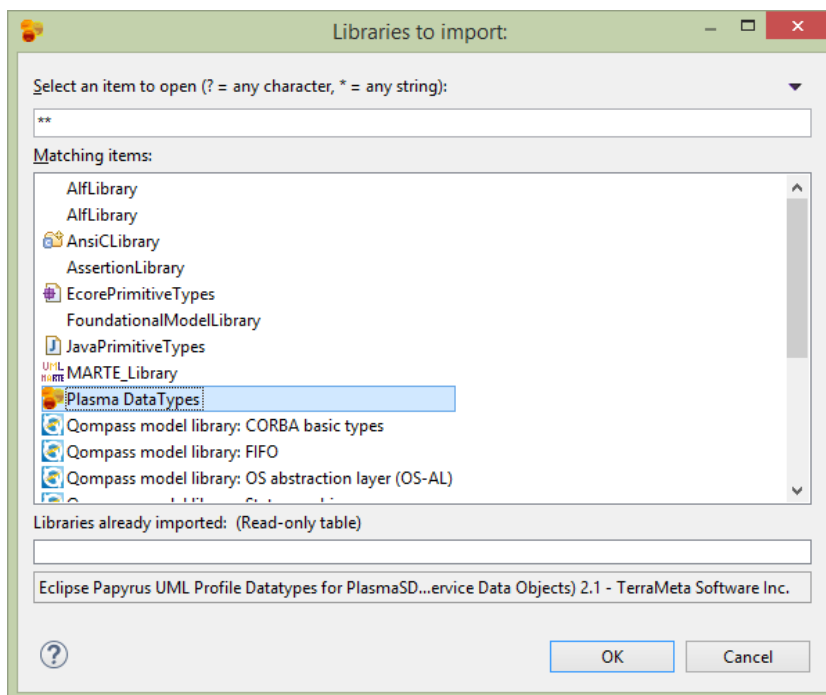 Libraries to import:
Select an item to open (? = any character, * = any string):
**
Matching items:
AlfLibrary
AlfLibrary
AnsiCLibrary
AssertionLibrary
EcorePrimitiveTypes
FoundationalModelLibrary
JavaPrimitiveTypes
MARTE_Library
Plasma DataTypes
Qompass model library: CORBA basic types
Qompass model library: FIFO
Qompass model library: OS abstraction layer (OS-AL)
Libraries already imported: (Read-only table)
Eclipse Papyrus UML Profile Datatypes for PlasmaSD...ervice Data Objects) 2.1 - TerraMeta Software Inc.
OK Cancel